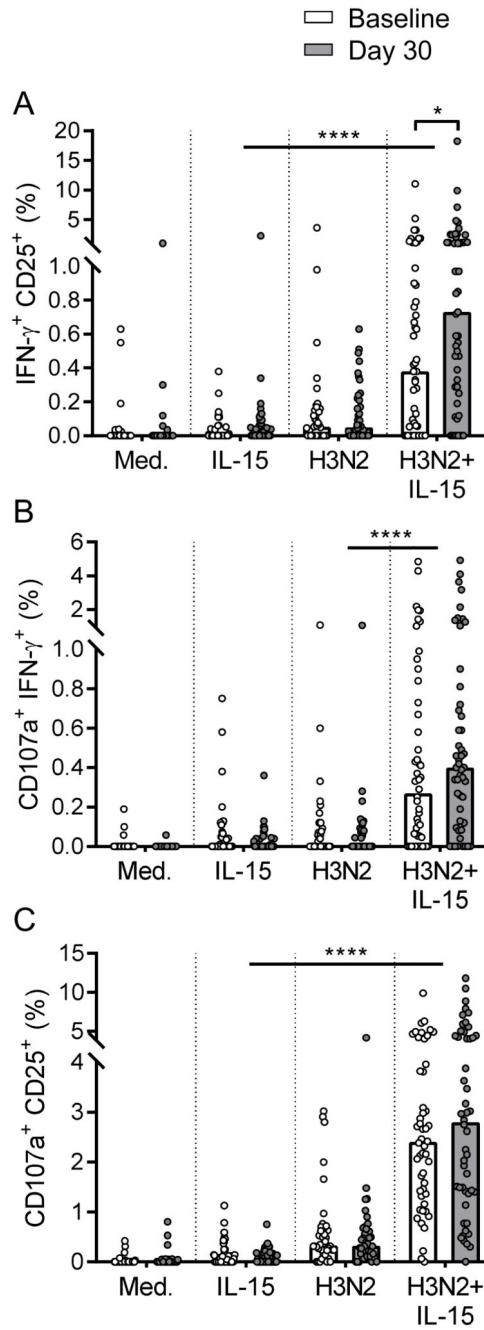 Baseline
Day 30
A
IFN-γ⁺ CD25⁺ (%)
20
15
10
5
1.0
0.8
0.6
0.4
0.2
0.0
****
*
Med.
IL-15
H3N2
H3N2+
IL-15
B
CD107a⁺ IFN-γ⁺ (%)
6
4
2
1.0
0.8
0.6
0.4
0.2
0.0
****
Med.
IL-15
H3N2
H3N2+
IL-15
C
CD107a⁺ CD25⁺ (%)
15
10
5
4
3
2
1
0
****
Med.
IL-15
H3N2
H3N2+
IL-15